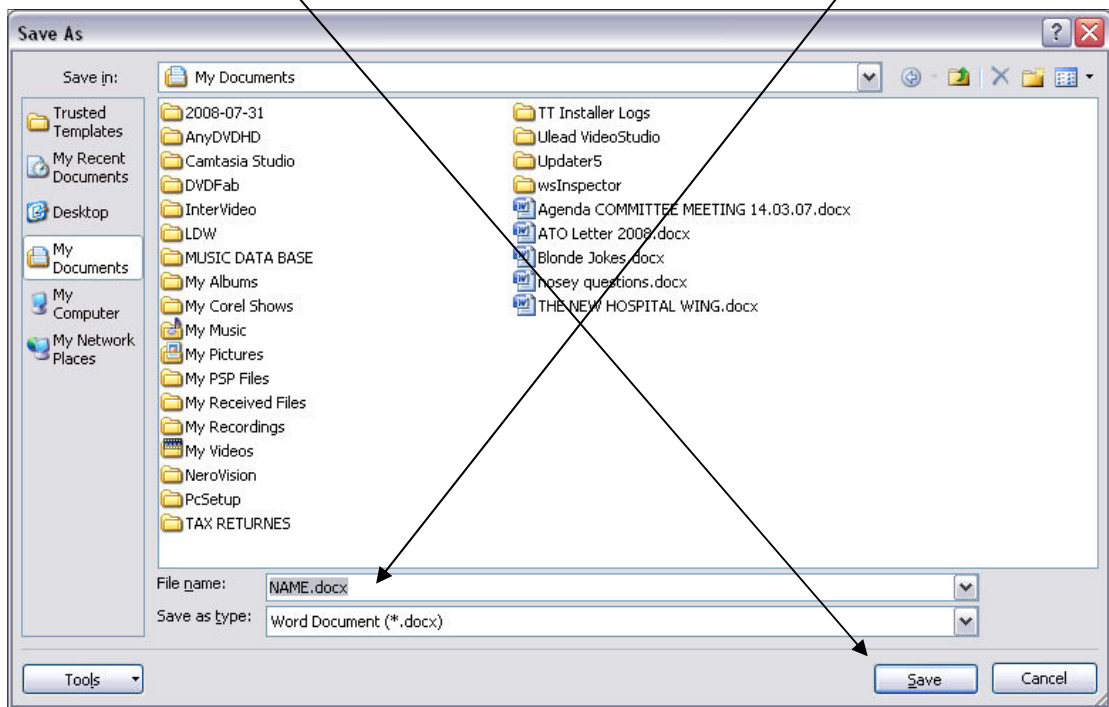 Save As
Save in:
My Documents
Trusted
Templates
My Recent
Documents
Desktop
My
Documents
My
Computer
My Network
Places
2008-07-31
AnyDVDHD
Camtasia Studio
DVDFab
InterVideo
LDW
MUSIC DATA BASE
My Albums
My Corel Shows
My Music
My Pictures
My PSP Files
My Received Files
My Recordings
My Videos
NeroVision
PcSetup
TAX RETURNES
TT Installer Logs
Ulead VideoStudio
Updater5
wsInspector
Agenda COMMITTEE MEETING 14.03.07.docx
ATO Letter 2008.docx
Blonde Jokes.docx
nosey questions.docx
THE NEW HOSPITAL WING.docx
File name:
NAME.docx
Save as type:
Word Document (*.docx)
Tools
Save
Cancel